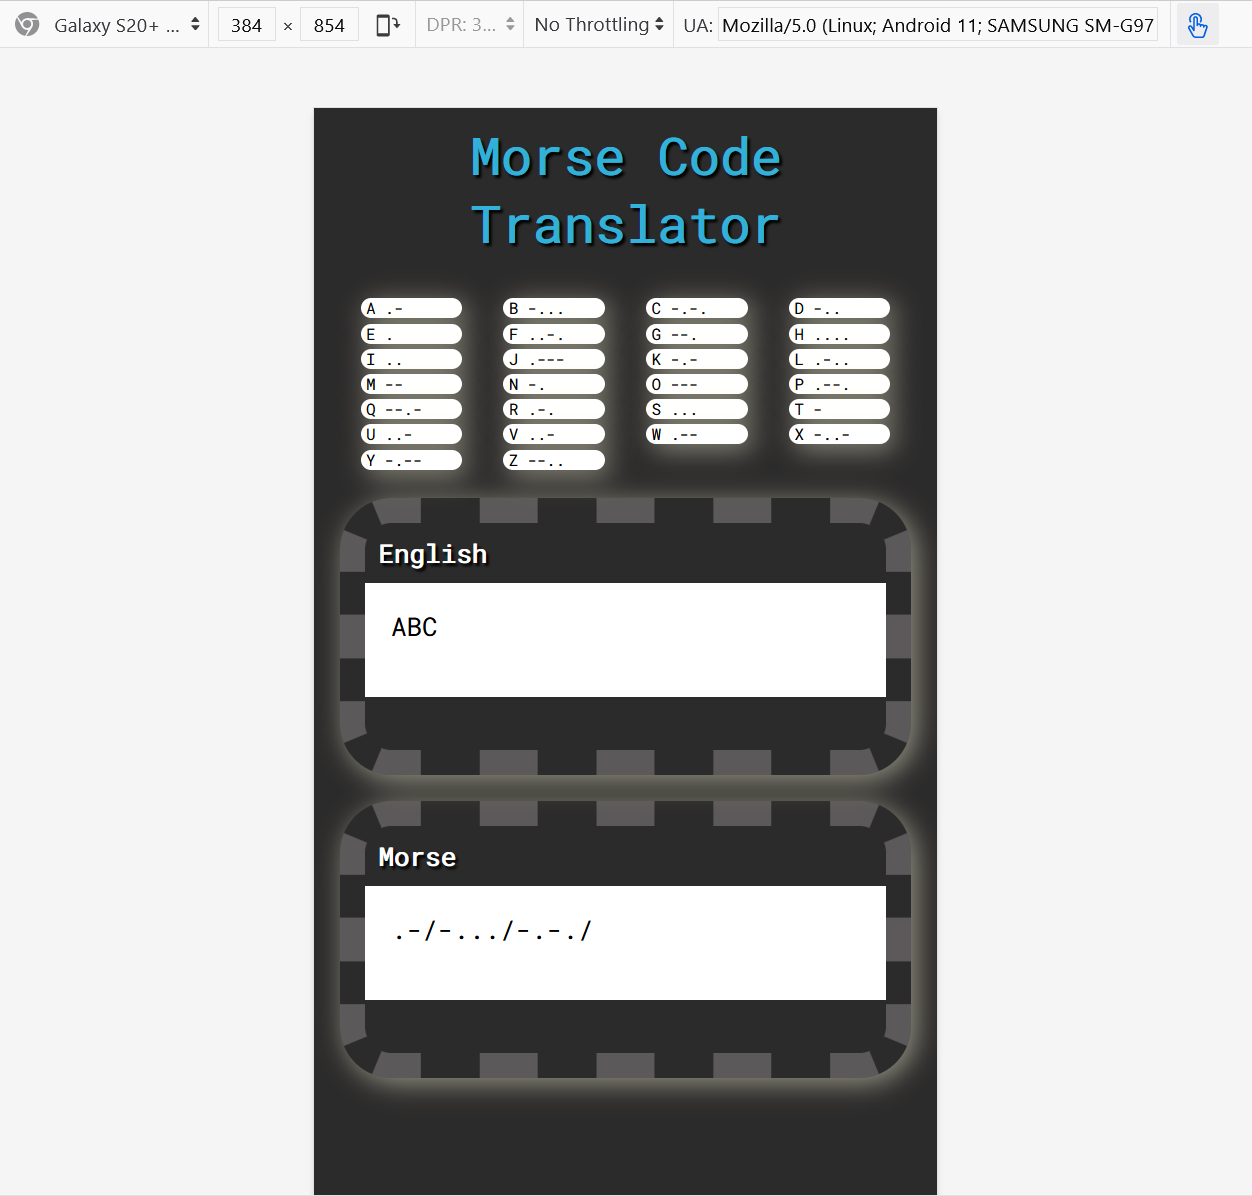 Galaxy S20+ ... 384 × 854 DPR: 3... No Throttling UA: Mozilla/5.0 (Linux; Android 11; SAMSUNG SM-G97
Morse Code
Translator
A .- B -... C -.-. D -..
E . F ..-. G --. H ....
I .. J .--- K -.- L .-..
M -- N -. O --- P .--.
Q --.- R .-. S ... T -
U ..- V ..- W .-- X -..-
Y -.-- Z --..
English
ABC
Morse
.-/-.../-.-./